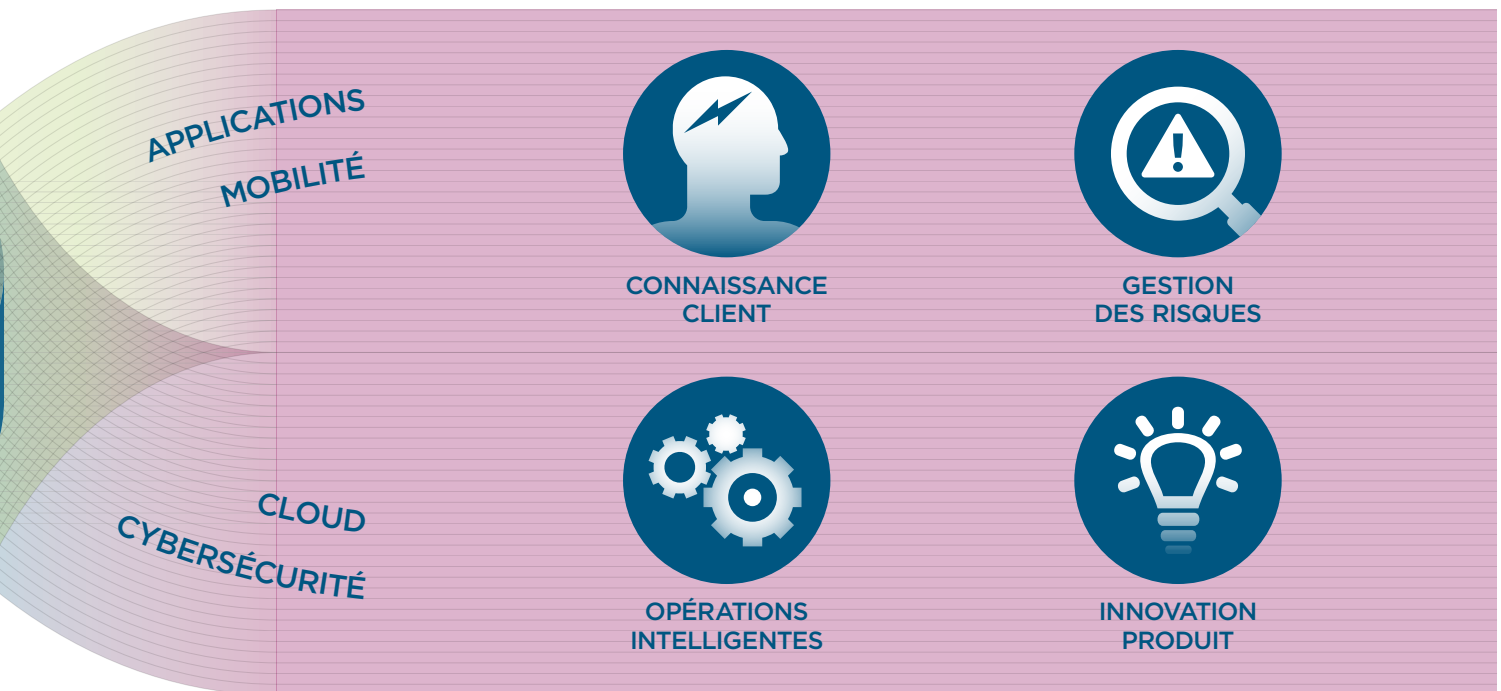 APPLICATIONS
MOBILITÉ
CONNAISSANCE
CLIENT
GESTION
DES RISQUES
CLOUD
CYBERSÉCURITÉ
OPÉRATIONS
INTELLIGENTES
INNOVATION
PRODUIT